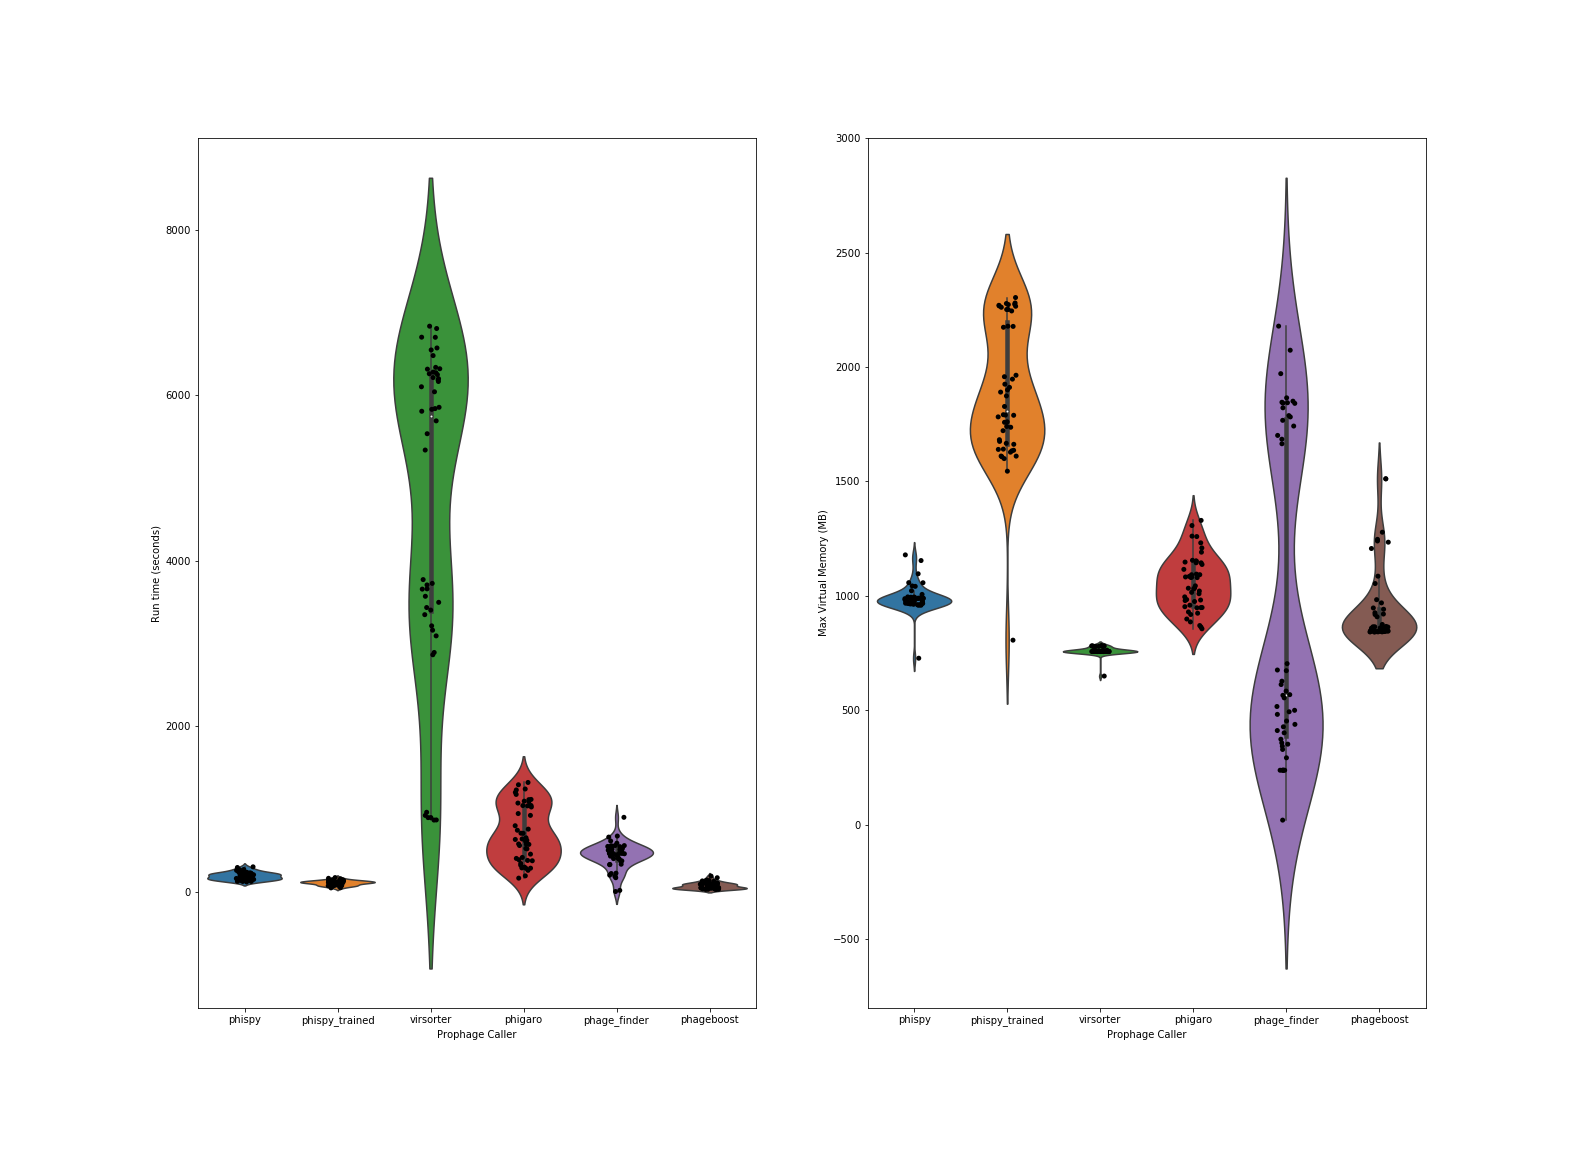 8000
6000
4000
2000
0
Run time (seconds)
phispy phispy_trained virsorter phigaro phage_finder phageboost
Prophage Caller
3000
2500
2000
1500
1000
500
0
−500
Max Virtual Memory (MB)
phispy phispy_trained virsorter phigaro phage_finder phageboost
Prophage Caller